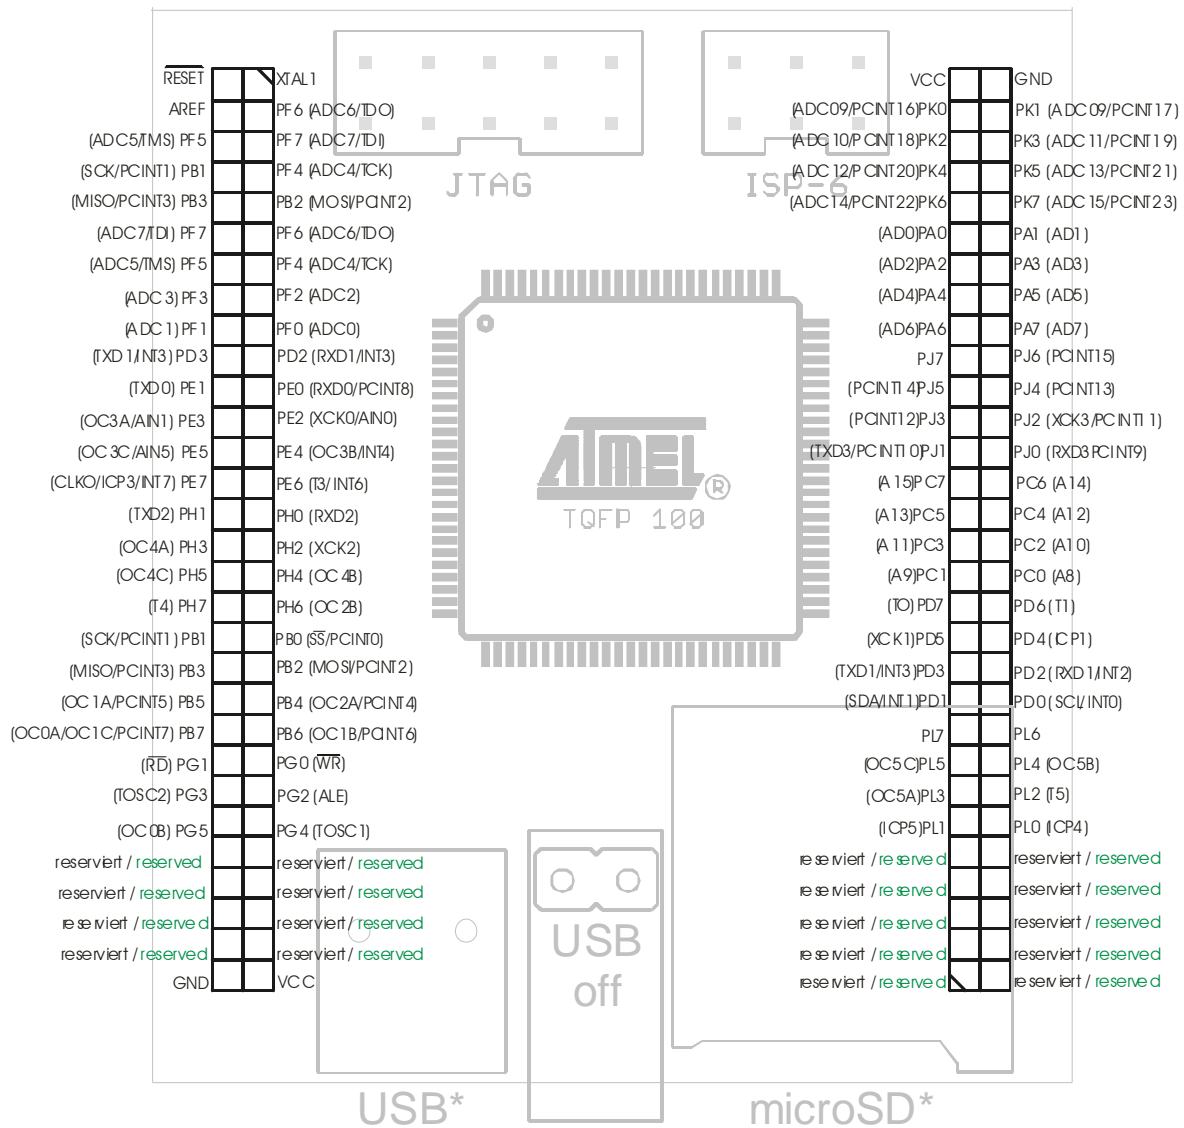 RESET XTAL1 VCC GND
AREF PF6 (ADC6/TDO) (ADC09/PCINT16)PK0 PK1 (ADC09/PCINT17)
(ADC5/TMS) PF5 PF7 (ADC7/TDI) (ADC10/PCINT18)PK2 PK3 (ADC11/PCINT19)
(SCK/PCINT1) PB1 PF4 (ADC4/TCK) (ADC12/PCINT20)PK4 PK5 (ADC13/PCINT21)
JTAG ISP-6
(MISO/PCINT3) PB3 PB2 (MOSI/PCINT2) (ADC14/PCINT22)PK6 PK7 (ADC15/PCINT23)
(ADC7/TDI) PF7 PF6 (ADC6/TDO) (AD0)PA0 PA1 (AD1)
(ADC5/TMS) PF5 PF4 (ADC4/TCK) (AD2)PA2 PA3 (AD3)
(ADC3) PF3 PF2 (ADC2) (AD4)PA4 PA5 (AD5)
(ADC1) PF1 PF0 (ADC0) (AD6)PA6 PA7 (AD7)
(TXD1/INT3) PD3 PD2 (RXD1/INT3) PJ7 PJ6 (PCINT15)
(TXD0) PE1 PE0 (RXD0/PCINT8) (PCINT14)PJ5 PJ4 (PCINT13)
(OC3A/AIN1) PE3 PE2 (XCK0/AIN0) (PCINT12)PJ3 PJ2 (XCK3/PCINT11)
(OC3C/AIN5) PE5 PE4 (OC3B/INT4) ATMEL® (TXD3/PCINT10)PJ1 PJ0 (RXD3PCINT9)
(CLKO/ICP3/INT7) PE7 PE6 (T3/INT6) (A15)PC7 PC6 (A14)
(TXD2) PH1 PH0 (RXD2) TQFP 100 (A13)PC5 PC4 (A12)
(OC4A) PH3 PH2 (XCK2) (A11)PC3 PC2 (A10)
(OC4C) PH5 PH4 (OC4B) (A9)PC1 PC0 (A8)
(T4) PH7 PH6 (OC2B) (TO) PD7 PD6 (T1)
(SCK/PCINT1) PB1 PB0 (SS/PCINT0) (XCK1)PD5 PD4 (ICP1)
(MISO/PCINT3) PB3 PB2 (MOSI/PCINT2) (TXD1/INT3)PD3 PD2 (RXD1/INT2)
(OC1A/PCINT5) PB5 PB4 (OC2A/PCINT4) (SDA/INT1)PD1 PD0 (SCL/INT0)
(OC0A/OC1C/PCINT7) PB7 PB6 (OC1B/PCINT6) PL7 PL6
(RD) PG1 PG0 (WR) (OC5C)PL5 PL4 (OC5B)
(TOSC2) PG3 PG2 (ALE) (OC5A)PL3 PL2 (T5)
(OC0B) PG5 PG4 (TOSC1) (ICP5)PL1 PL0 (ICP4)
reserviert / reserved reserviert / reserved reserviert / reserved reserviert / reserved
reserviert / reserved reserviert / reserved reserviert / reserved reserviert / reserved
reserviert / reserved reserviert / reserved reserviert / reserved reserviert / reserved
reserviert / reserved reserviert / reserved reserviert / reserved reserviert / reserved
GND VCC reserviert / reserved reserviert / reserved
USB
off
USB* microSD*